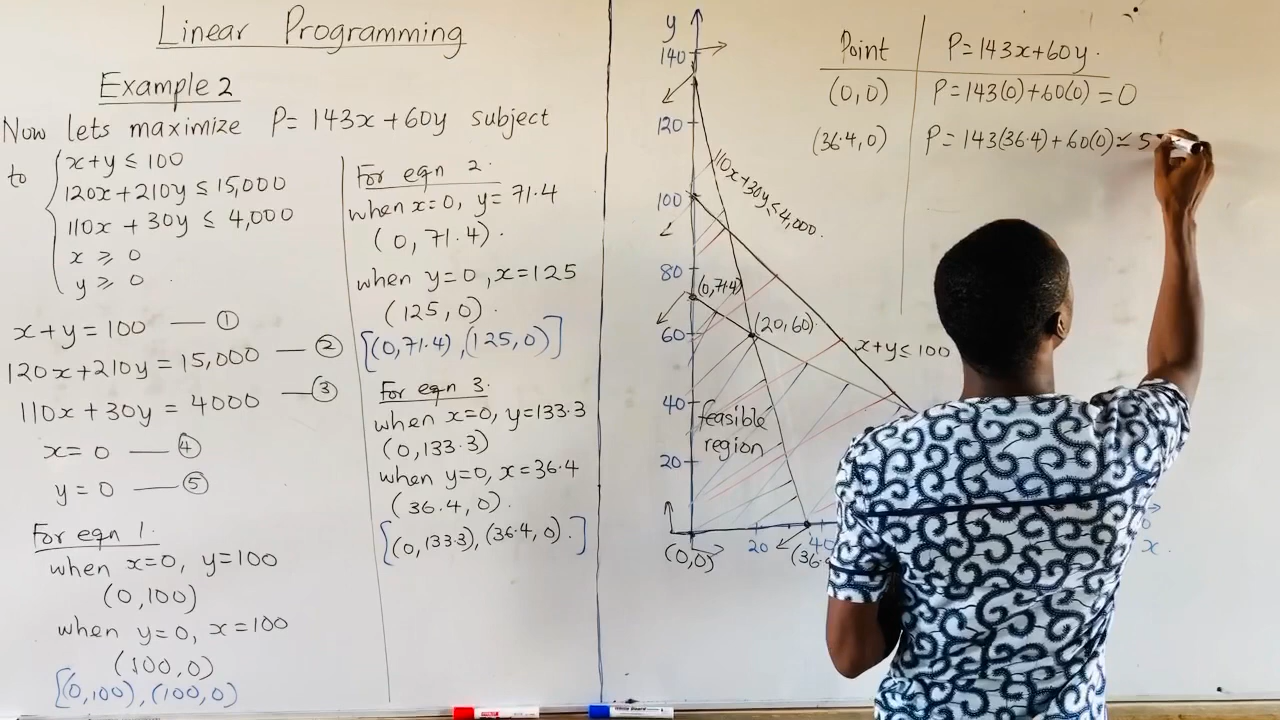 Linear Programming
Example 2
Now lets maximize P = 143x + 60y subject
to
x + y ≤ 100
120x + 210y ≤ 15,000
110x + 30y ≤ 4,000
x ⩾ 0
y ⩾ 0
x + y = 100 — ①
120x + 210y = 15,000 — ②
110x + 30y = 4000 — ③
x = 0 — ④
y = 0 — ⑤
For eqn 1.
when x=0, y=100
(0,100)
when y=0, x=100
(100,0)
[(0,100), (100,0)
For eqn 2.
when x=0, y= 71.4
(0, 71.4).
when y=0, x=125
(125,0).
[(0,71.4), (125,0)]
For eqn 3.
when x=0, y=133.3
(0,133.3)
when y=0, x=36.4
(36.4, 0).
[(0,133.3), (36.4, 0).]
y
140
120
100
80
60
40
20
110x+30y≤4,000.
(0,71.4)
(20,60).
x+y≤100
feasible
region
(0,0)
20
40
(36.
x.
Point P=143x+60y.
(0,0) P=143(0)+60(0)=0
(36.4,0) P= 143(36.4)+60(0)≃5